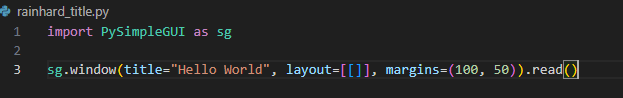 rainhard_title.py
1 import PySimpleGUI as sg
2
3 sg.window(title="Hello World", layout=[[]], margins=(100, 50)).read()